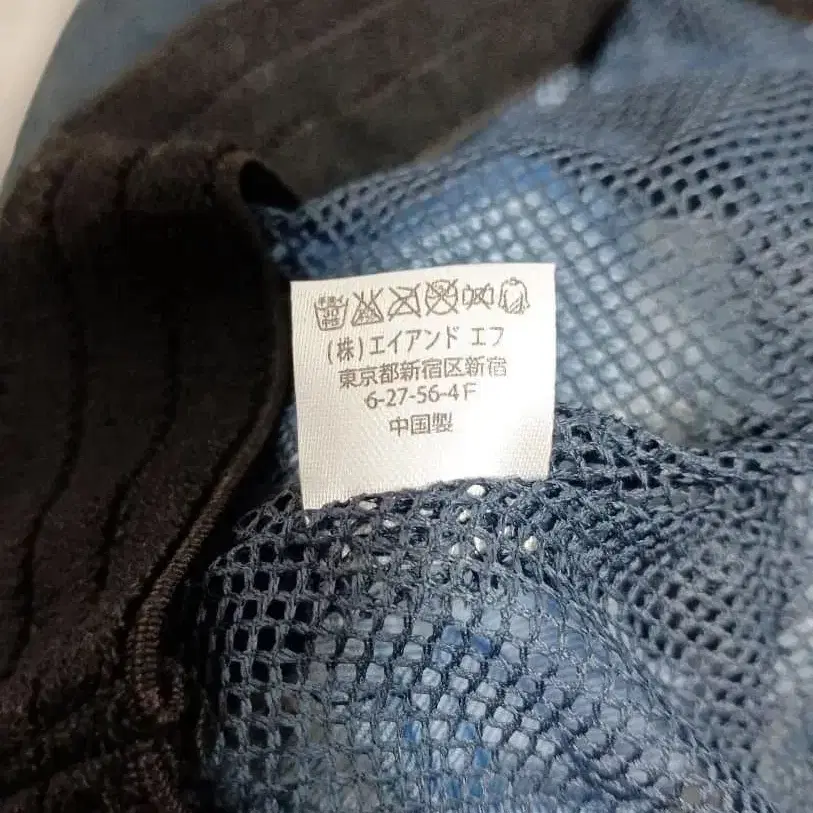 (株)エイアンド エフ
東京都新宿区新宿
6-27-56-4F
中国製